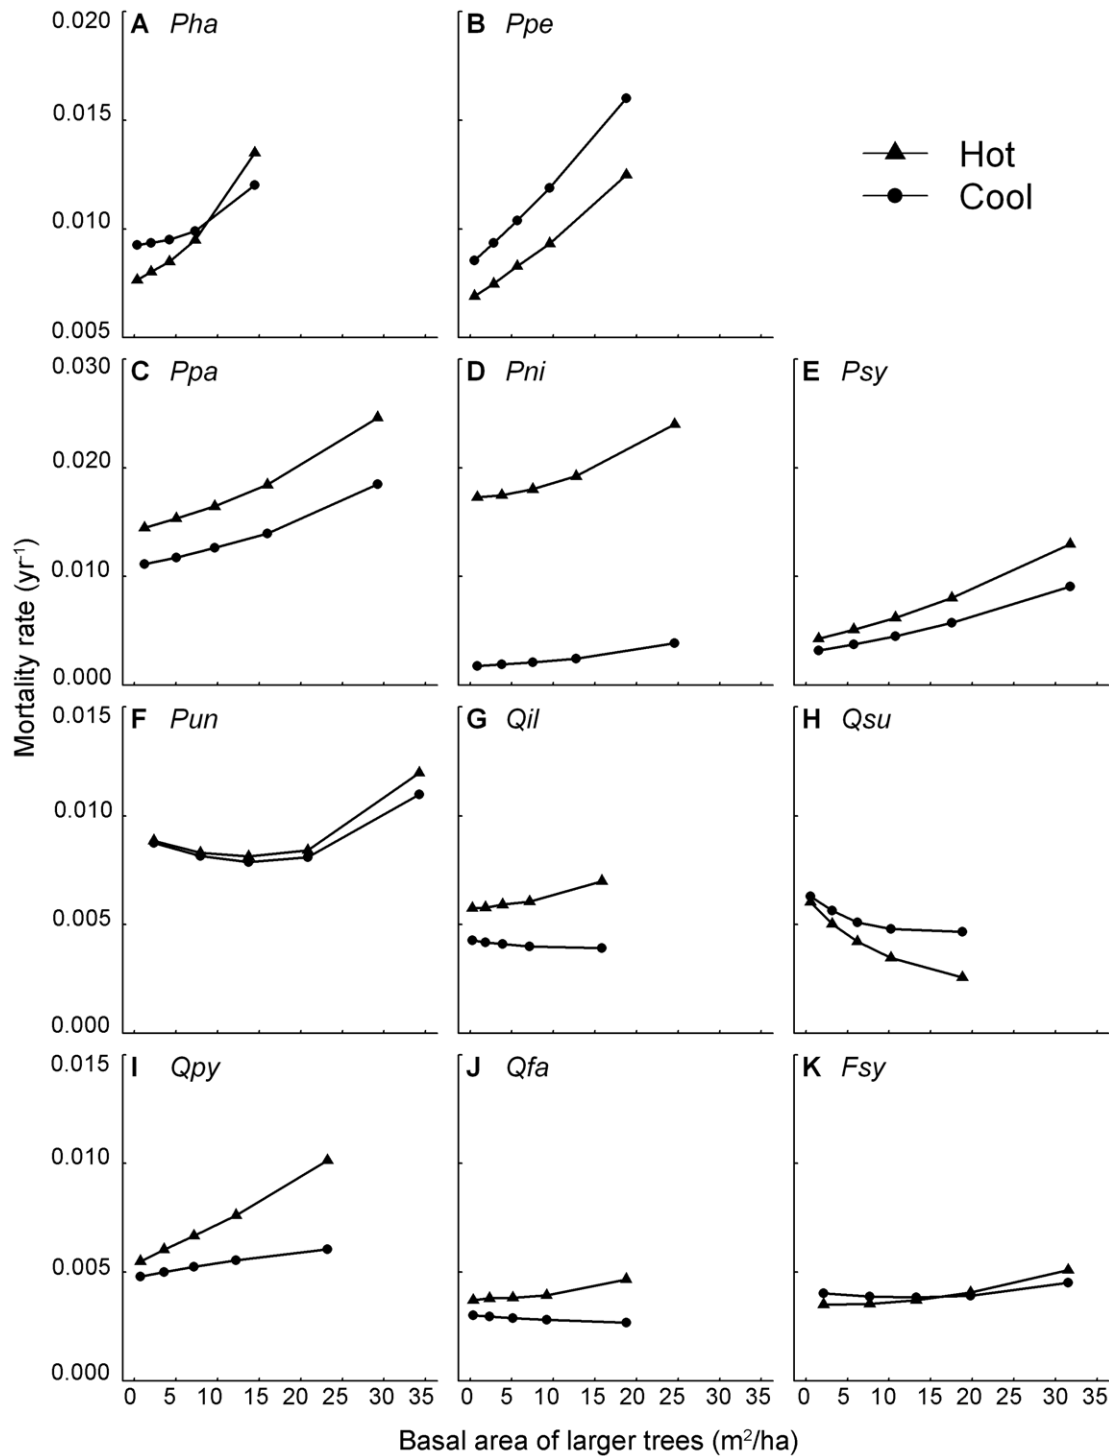 A Pha
B Ppe
0.020
0.015
0.010
0.005
Hot
Cool
C Ppa
D Pni
E Psy
0.030
0.020
0.010
0.000
Mortality rate (yr⁻¹)
F Pun
G Qil
H Qsu
0.015
0.010
0.005
0.000
I Qpy
J Qfa
K Fsy
0.015
0.010
0.005
0.000
0 5 10 15 20 25 30 35
0 5 10 15 20 25 30 35
0 5 10 15 20 25 30 35
Basal area of larger trees (m²/ha)